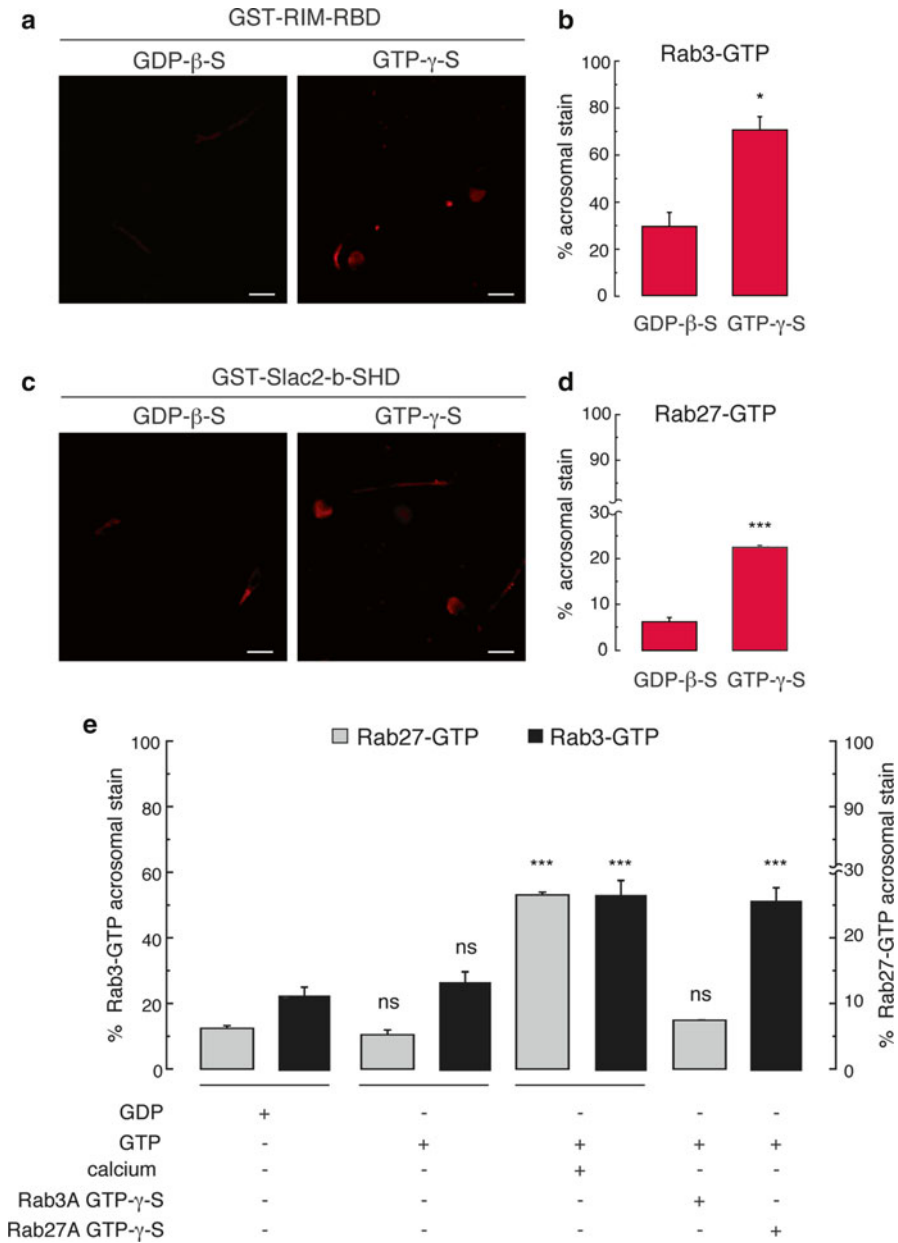 a
GST-RIM-RBD
GDP-β-S GTP-γ-S
b
Rab3-GTP
% acrosomal stain
100
80
60
40
20
0
*
GDP-β-S GTP-γ-S
c
GST-Slac2-b-SHD
GDP-β-S GTP-γ-S
d
Rab27-GTP
% acrosomal stain
100
90
30
20
10
0
***
GDP-β-S GTP-γ-S
e
Rab27-GTP Rab3-GTP
% Rab3-GTP acrosomal stain
100
80
60
40
20
0
ns ns *** *** ns ***
% Rab27-GTP acrosomal stain
100
90
30
20
10
0
GDP + - - - -
GTP - + + + +
calcium - - + - -
Rab3A GTP-γ-S - - - + -
Rab27A GTP-γ-S - - - - +